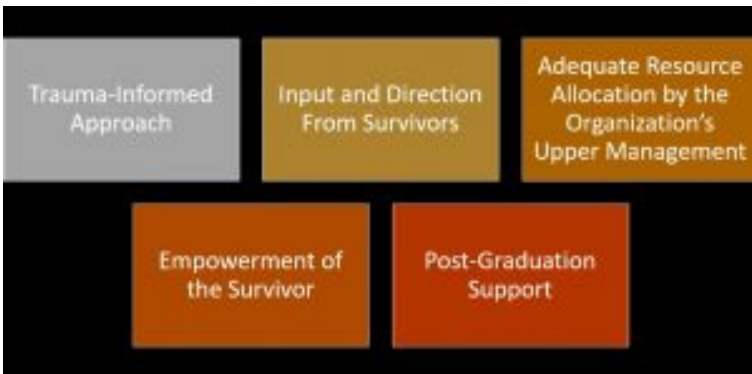 Trauma-Informed
Approach
Input and Direction
From Survivors
Adequate Resource
Allocation by the
Organization's
Upper Management
Empowerment of
the Survivor
Post-Graduation
Support